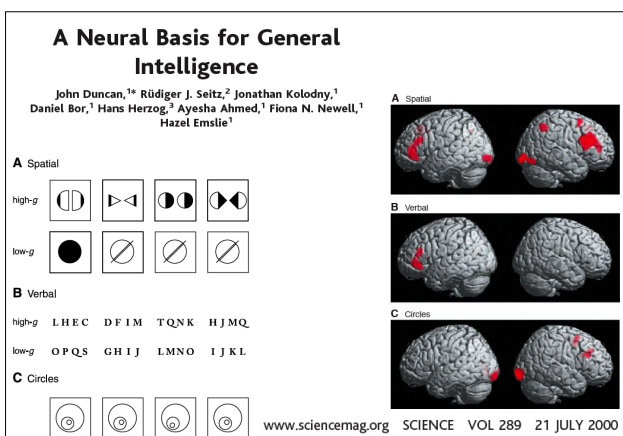 A Neural Basis for General
Intelligence
John Duncan,¹* Rüdiger J. Seitz,² Jonathan Kolodny,¹
Daniel Bor,¹ Hans Herzog,³ Ayesha Ahmed,¹ Fiona N. Newell,¹
Hazel Emslie¹
A Spatial
high-g
low-g
B Verbal
high-g LHEC DFIM TQNK HJMQ
low-g OPQS GHIJ LMNO IJKL
C Circles
A Spatial
B Verbal
C Circles
www.sciencemag.org SCIENCE VOL 289 21 JULY 2000